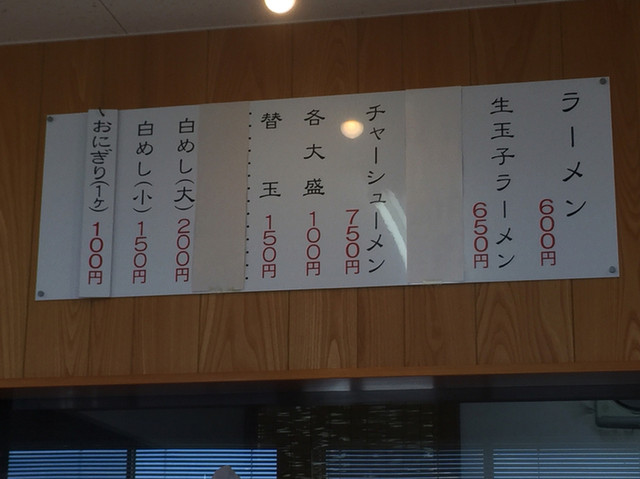 ラーメン 600円
生玉子ラーメン 650円
チャーシューメン 750円
各大盛 100円
替玉 150円
白めし(大) 200円
白めし(小) 150円
おにぎり(1ケ) 100円